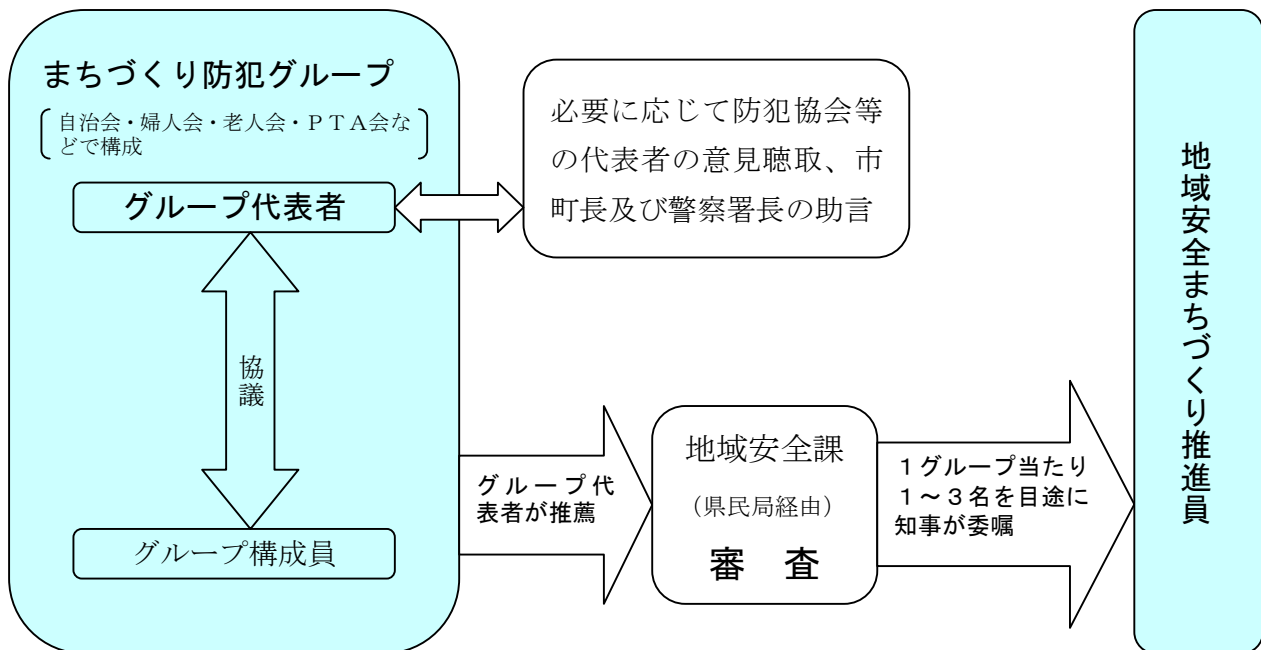 まちづくり防犯グループ
自治会・婦人会・老人会・ＰＴＡ会な
どで構成
グループ代表者
協議
グループ構成員
必要に応じて防犯協会等
の代表者の意見聴取、市
町長及び警察署長の助言
グループ代
表者が推薦
地域安全課
（県民局経由）
審　査
１グループ当たり
１～３名を目途に
知事が委嘱
地域安全まちづくり推進員